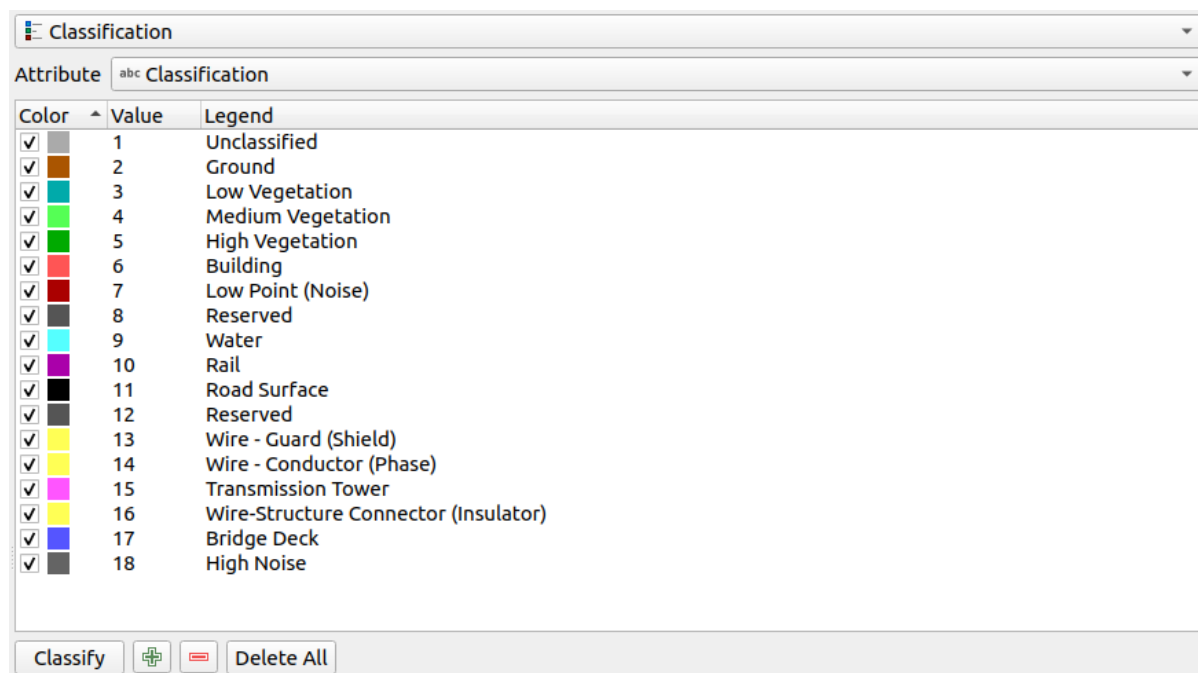 Classification
Attribute abc Classification
Color Value Legend
1 Unclassified
2 Ground
3 Low Vegetation
4 Medium Vegetation
5 High Vegetation
6 Building
7 Low Point (Noise)
8 Reserved
9 Water
10 Rail
11 Road Surface
12 Reserved
13 Wire - Guard (Shield)
14 Wire - Conductor (Phase)
15 Transmission Tower
16 Wire-Structure Connector (Insulator)
17 Bridge Deck
18 High Noise
Classify Delete All